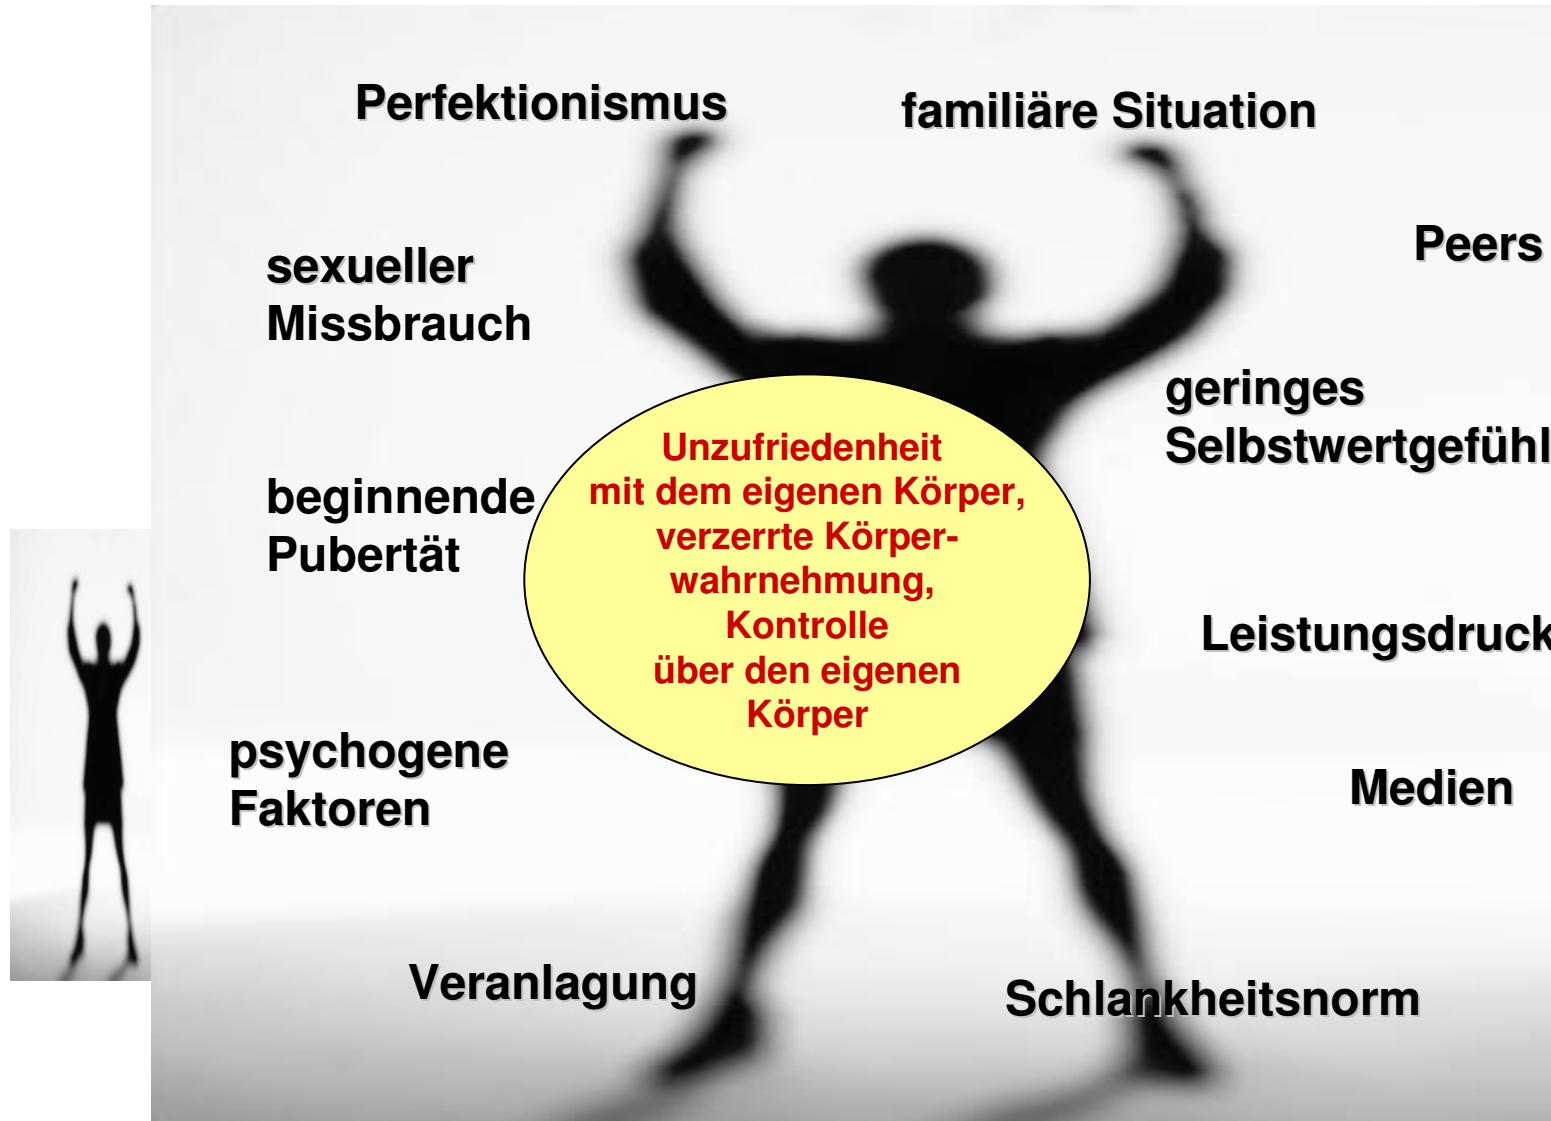 Perfektionismus
familiäre Situation
Peers
sexueller
Missbrauch
geringes
Selbstwertgefühl
Unzufriedenheit
mit dem eigenen Körper,
verzerrte Körper-
wahrnehmung,
Kontrolle
über den eigenen
Körper
beginnende
Pubertät
Leistungsdruck
psychogene
Faktoren
Medien
Veranlagung
Schlankheitsnorm